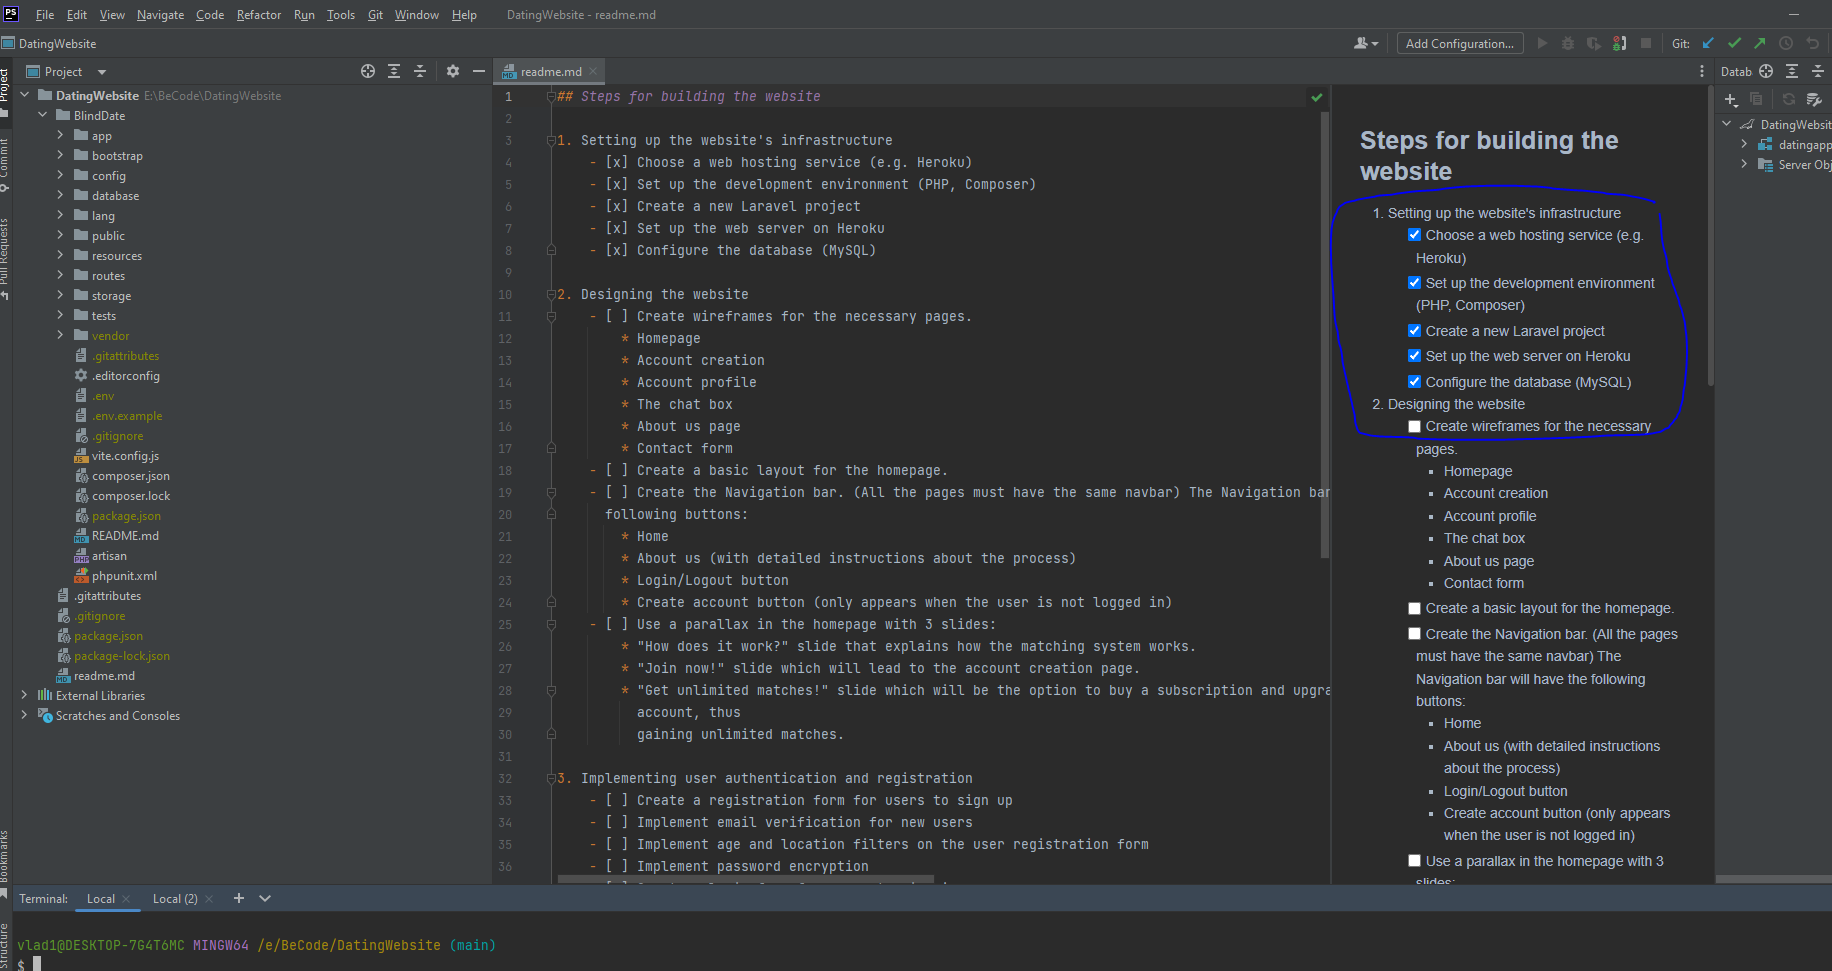 PS File Edit View Navigate Code Refactor Run Tools Git Window Help DatingWebsite - readme.md
DatingWebsite Add Configuration... Git:
Project
Commit
Pull Requests
Bookmarks
Structure
Project
DatingWebsite E:\BeCode\DatingWebsite
BlindDate
app
bootstrap
config
database
lang
public
resources
routes
storage
tests
vendor
.gitattributes
.editorconfig
.env
.env.example
.gitignore
vite.config.js
composer.json
composer.lock
package.json
README.md
artisan
phpunit.xml
.gitattributes
.gitignore
package.json
package-lock.json
readme.md
External Libraries
Scratches and Consoles
readme.md
1 ## Steps for building the website
2
3 1. Setting up the website's infrastructure
4 - [x] Choose a web hosting service (e.g. Heroku)
5 - [x] Set up the development environment (PHP, Composer)
6 - [x] Create a new Laravel project
7 - [x] Set up the web server on Heroku
8 - [x] Configure the database (MySQL)
9
10 2. Designing the website
11 - [ ] Create wireframes for the necessary pages.
12 * Homepage
13 * Account creation
14 * Account profile
15 * The chat box
16 * About us page
17 * Contact form
18 - [ ] Create a basic layout for the homepage.
19 - [ ] Create the Navigation bar. (All the pages must have the same navbar) The Navigation bar
20 following buttons:
21 * Home
22 * About us (with detailed instructions about the process)
23 * Login/Logout button
24 * Create account button (only appears when the user is not logged in)
25 - [ ] Use a parallax in the homepage with 3 slides:
26 * "How does it work?" slide that explains how the matching system works.
27 * "Join now!" slide which will lead to the account creation page.
28 * "Get unlimited matches!" slide which will be the option to buy a subscription and upgra
29 account, thus
30 gaining unlimited matches.
31
32 3. Implementing user authentication and registration
33 - [ ] Create a registration form for users to sign up
34 - [ ] Implement email verification for new users
35 - [ ] Implement age and location filters on the user registration form
36 - [ ] Implement password encryption
Steps for building the
website
1. Setting up the website's infrastructure
Choose a web hosting service (e.g.
Heroku)
Set up the development environment
(PHP, Composer)
Create a new Laravel project
Set up the web server on Heroku
Configure the database (MySQL)
2. Designing the website
Create wireframes for the necessary
pages.
Homepage
Account creation
Account profile
The chat box
About us page
Contact form
Create a basic layout for the homepage.
Create the Navigation bar. (All the pages
must have the same navbar) The
Navigation bar will have the following
buttons:
Home
About us (with detailed instructions
about the process)
Login/Logout button
Create account button (only appears
when the user is not logged in)
Use a parallax in the homepage with 3
slides:
Datab
DatingWebsit
datingapp
Server Obj
Terminal: Local Local (2)
vlad1@DESKTOP-7G4T6MC MINGW64 /e/BeCode/DatingWebsite (main)
$